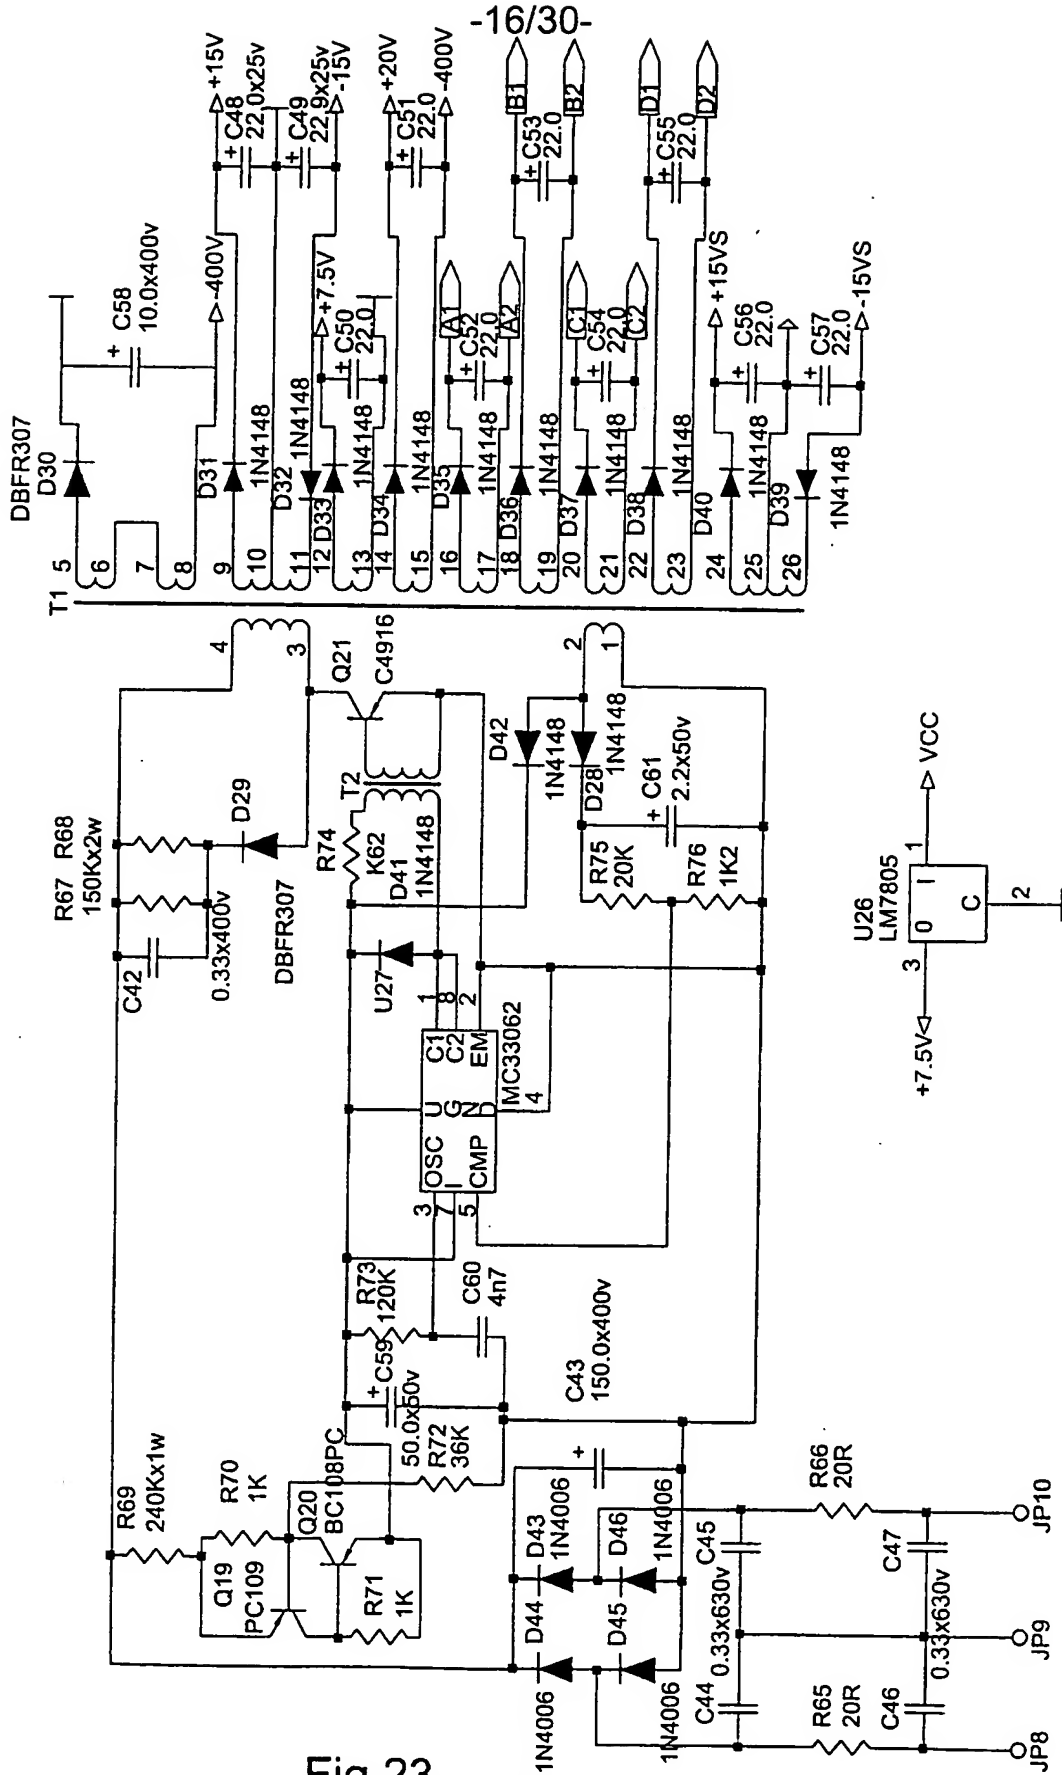 -16/30-
DBFR307
D30
C58
10.0x400v
-400V
+15V
C48
22,0x25v
C49
22.9x25v
-15V
+7.5V
C50
22.0
+20V
C51
22.0
-400V
A1
C52
22.0
A2
B1
C53
22.0
B2
C1
C54
22.0
C2
D1
C55
22.0
D2
+15VS
C56
22.0
C57
22.0
-15VS
D31
1N4148
D32
1N4148
D33
1N4148
D34
1N4148
D35
1N4148
D36
1N4148
D37
1N4148
D38
1N4148
D40
1N4148
D39
1N4148
5
6
7
8
9
10
11
12
13
14
15
16
17
18
19
20
21
22
23
24
25
26
T1
4
3
2
1
Q21
C4916
T2
R74
K62
D41
1N4148
D42
1N4148
D28
1N4148
C61
2.2x50v
R75
20K
R76
1K2
R67 R68
150Kx2w
D29
DBFR307
C42
0.33x400v
U27
1
8
2
C1
C2
EM
U
G
N
D
OSC
I
CMP
MC33062
4
3
7
5
R73
120K
C60
4n7
C59
50.0x50v
R72
36K
C43
150.0x400v
R69
240Kx1w
R70
1K
Q20
BC108PC
Q19
PC109
R71
1K
D43
1N4006
D46
1N4006
D44
1N4006
D45
1N4006
C45
0.33x630v
C44
R66
20R
R65
20R
C47
0.33x630v
C46
JP10
JP9
JP8
U26
LM7805
VCC
1
I
0
C
2
3
+7.5V
Fig 23